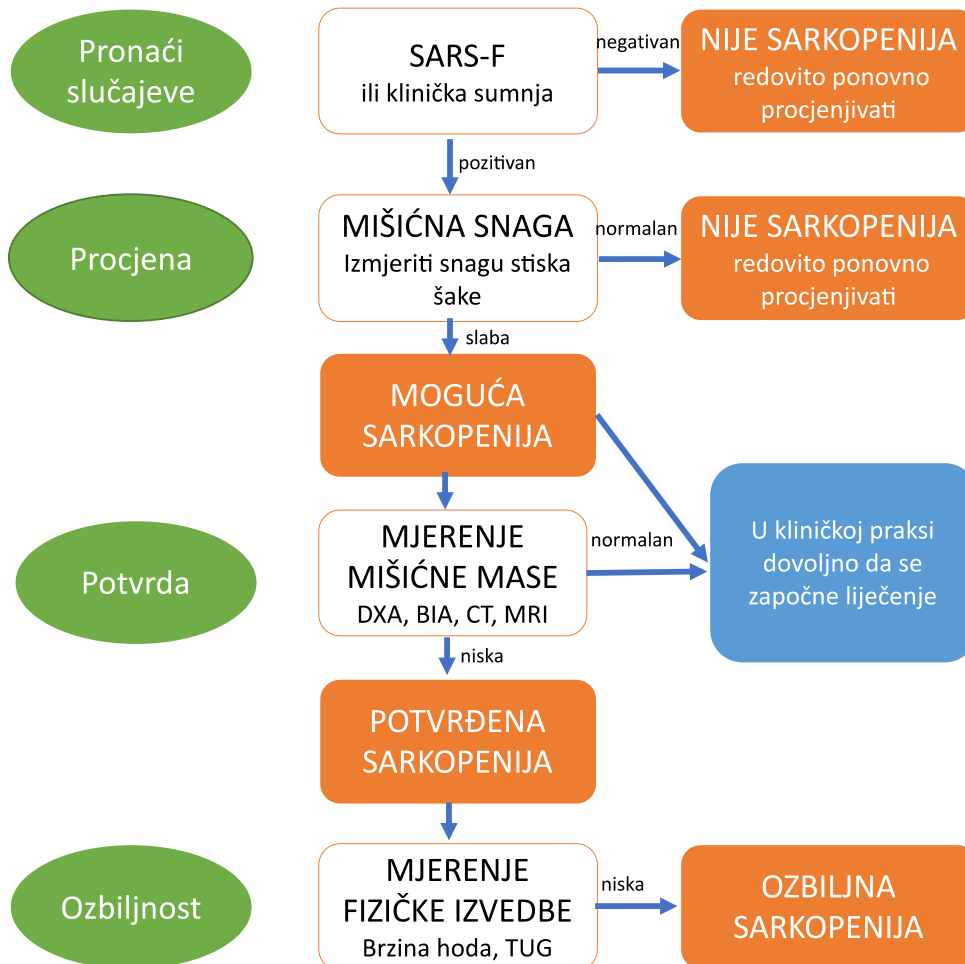 Pronaći
slučajeve
SARS-F
ili klinička sumnja
negativan
NIJE SARKOPENIJA
redovito ponovno
procjenjivati
pozitivan
Procjena
MIŠIĆNA SNAGA
Izmjeriti snagu stiska
šake
normalan
NIJE SARKOPENIJA
redovito ponovno
procjenjivati
slaba
MOGUĆA
SARKOPENIJA
Potvrda
MJERENJE
MIŠIĆNE MASE
DXA, BIA, CT, MRI
normalan
U kliničkoj praksi
dovoljno da se
započne liječenje
niska
POTVRĐENA
SARKOPENIJA
Ozbiljnost
MJERENJE
FIZIČKE IZVEDBE
Brzina hoda, TUG
niska
OZBILJNA
SARKOPENIJA